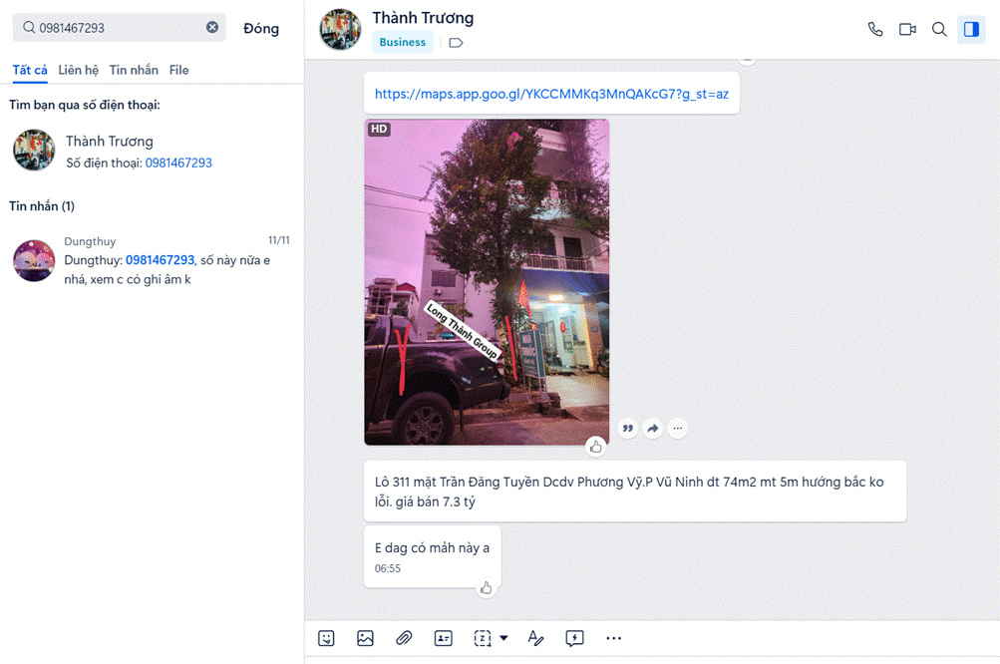 0981467293
Đóng
Tất cả
Liên hệ
Tin nhắn
File
Tìm bạn qua số điện thoại:
Thành Trương
Số điện thoại: 0981467293
Tin nhắn (1)
Dungthuy
11/11
Dungthuy: 0981467293, số này nữa e
nhá, xem c có ghi âm k
Thành Trương
Business
https://maps.app.goo.gl/YKCCMMKq3MnQAKcG7?g_st=az
HD
Long Thành Group
Lô 311 mặt Trần Đăng Tuyền Dcdv Phương Vỹ.P Vũ Ninh dt 74m2 mt 5m hướng bắc ko
lỗi. giá bán 7.3 tỷ
E dag có mảh này a
06:55